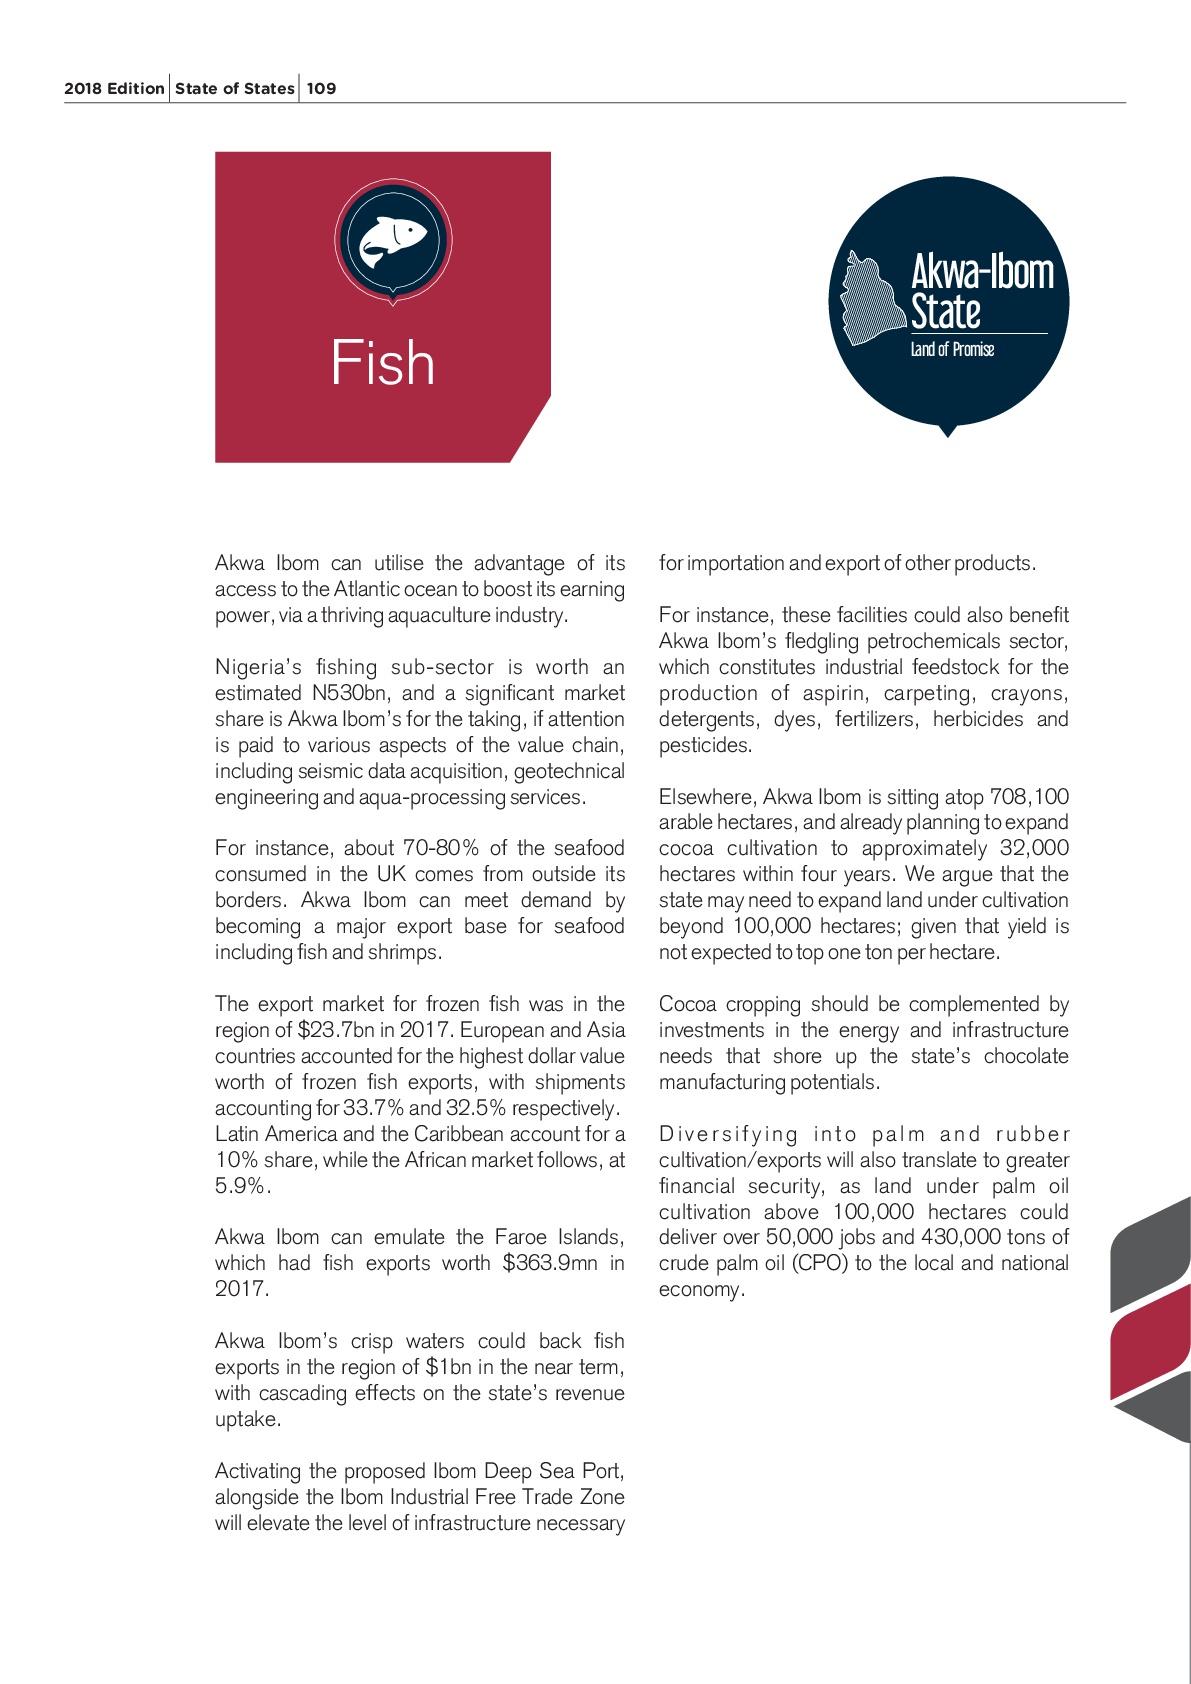 2018 Edition State of States 109
Fish
Akwa-Ibom
State
Land of Promise
Akwa Ibom can utilise the advantage of its
access to the Atlantic ocean to boost its earning
power, via a thriving aquaculture industry.
Nigeria's fishing sub-sector is worth an
estimated N530bn, and a significant market
share is Akwa Ibom's for the taking, if attention
is paid to various aspects of the value chain,
including seismic data acquisition, geotechnical
engineering and aqua-processing services.
For instance, about 70-80% of the seafood
consumed in the UK comes from outside its
borders. Akwa Ibom can meet demand by
becoming a major export base for seafood
including fish and shrimps.
The export market for frozen fish was in the
region of $23.7bn in 2017. European and Asia
countries accounted for the highest dollar value
worth of frozen fish exports, with shipments
accounting for 33.7% and 32.5% respectively.
Latin America and the Caribbean account for a
10% share, while the African market follows, at
5.9%.
Akwa Ibom can emulate the Faroe Islands,
which had fish exports worth $363.9mn in
2017.
Akwa Ibom's crisp waters could back fish
exports in the region of $1bn in the near term,
with cascading effects on the state's revenue
uptake.
Activating the proposed Ibom Deep Sea Port,
alongside the Ibom Industrial Free Trade Zone
will elevate the level of infrastructure necessary
for importation and export of other products.
For instance, these facilities could also benefit
Akwa Ibom's fledgling petrochemicals sector,
which constitutes industrial feedstock for the
production of aspirin, carpeting, crayons,
detergents, dyes, fertilizers, herbicides and
pesticides.
Elsewhere, Akwa Ibom is sitting atop 708,100
arable hectares, and already planning to expand
cocoa cultivation to approximately 32,000
hectares within four years. We argue that the
state may need to expand land under cultivation
beyond 100,000 hectares; given that yield is
not expected to top one ton per hectare.
Cocoa cropping should be complemented by
investments in the energy and infrastructure
needs that shore up the state's chocolate
manufacturing potentials.
Diversifying into palm and rubber
cultivation/exports will also translate to greater
financial security, as land under palm oil
cultivation above 100,000 hectares could
deliver over 50,000 jobs and 430,000 tons of
crude palm oil (CPO) to the local and national
economy.